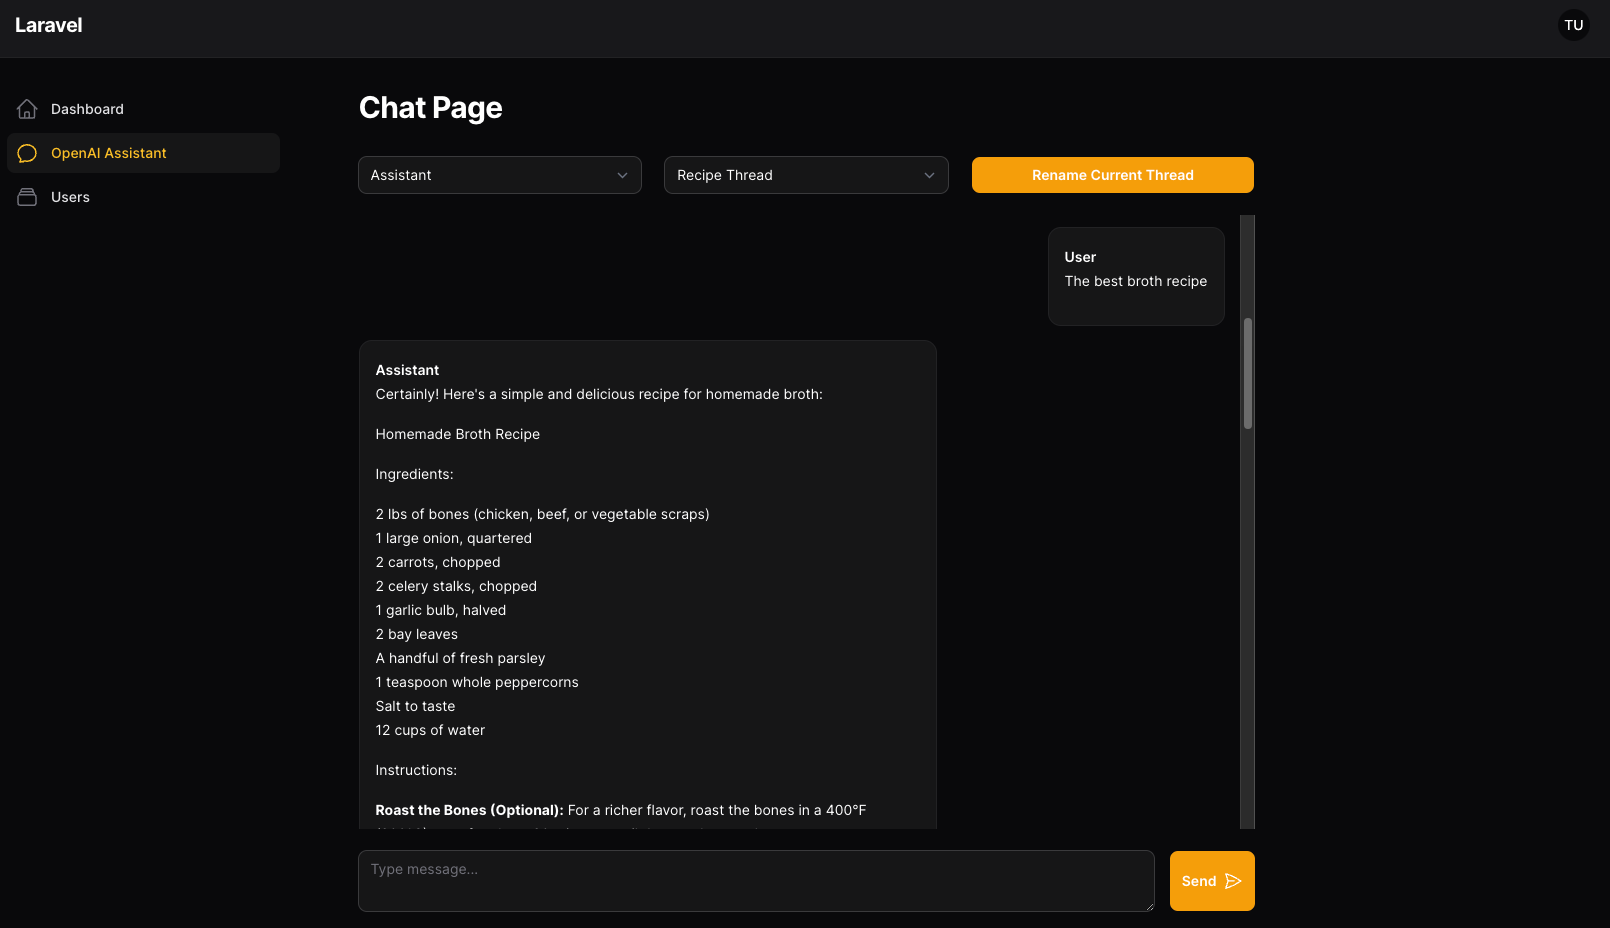 Laravel
TU
Dashboard
OpenAI Assistant
Users
Chat Page
Assistant
Recipe Thread
Rename Current Thread
User
The best broth recipe
Assistant
Certainly! Here's a simple and delicious recipe for homemade broth:
Homemade Broth Recipe
Ingredients:
2 lbs of bones (chicken, beef, or vegetable scraps)
1 large onion, quartered
2 carrots, chopped
2 celery stalks, chopped
1 garlic bulb, halved
2 bay leaves
A handful of fresh parsley
1 teaspoon whole peppercorns
Salt to taste
12 cups of water
Instructions:
Roast the Bones (Optional): For a richer flavor, roast the bones in a 400°F
Type message...
Send